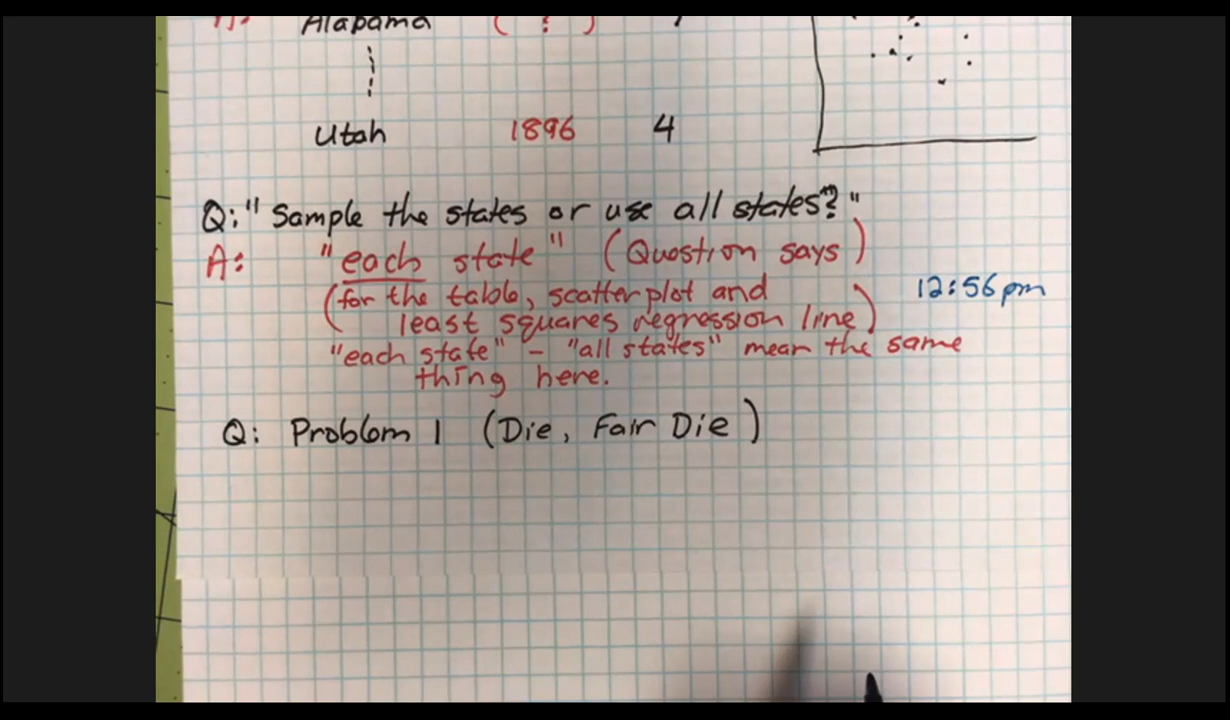 A: Alabama ( ? )
Utah 1896 4
Q: "Sample the states or use all states?"
A: "each state" (Question says)
(for the table, scatterplot and
least squares regression line)
12:56 pm
"each state" - "all states" mean the same
thing here.
Q: Problem 1 (Die, Fair Die)